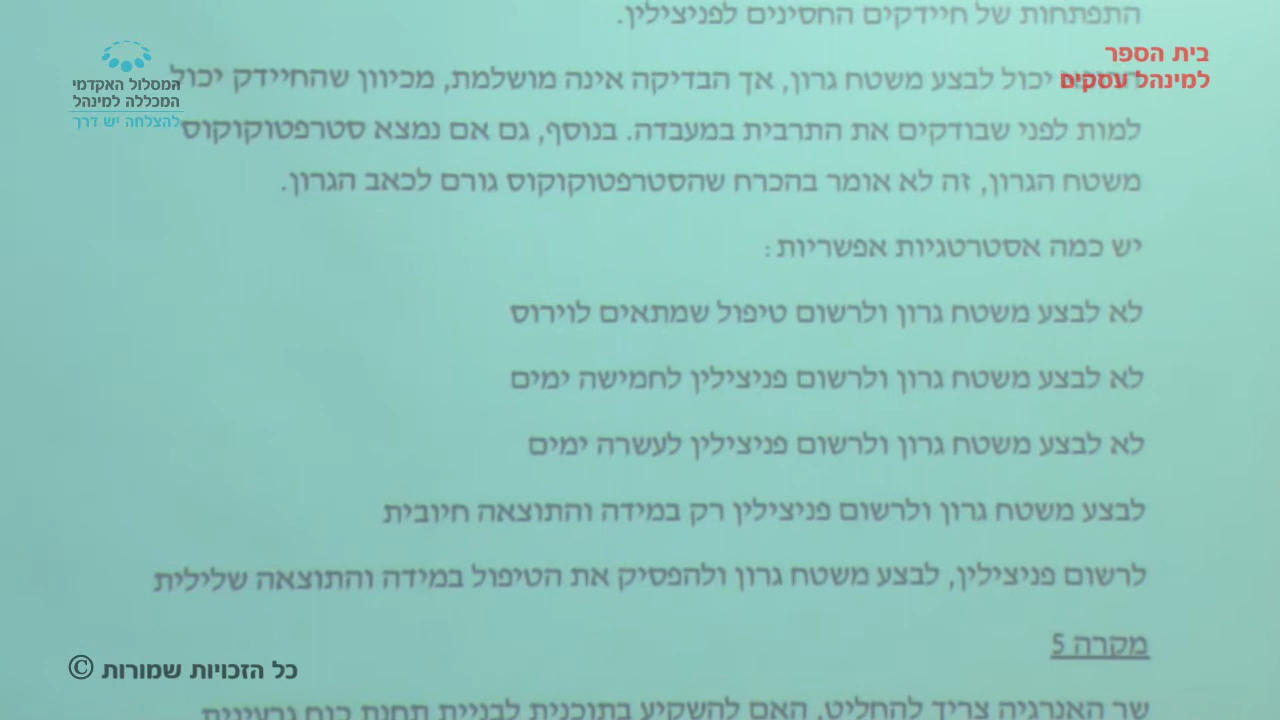 התפתחות של חיידקים החסינים לפניצילין.
בית הספר
למינהל עסקים
המסלול האקדמי
המכללה למינהל
להצלחה יש דרך
יכול לבצע משטח גרון, אך הבדיקה אינה מושלמת, מכיוון שהחיידק יכול
למות לפני שבודקים את התרבית במעבדה. בנוסף, גם אם נמצא סטרפטוקוקוס
משטח הגרון, זה לא אומר בהכרח שהסטרפטוקוקוס גורם לכאב הגרון.
יש כמה אסטרטגיות אפשריות:
לא לבצע משטח גרון ולרשום טיפול שמתאים לוירוס
לא לבצע משטח גרון ולרשום פניצילין לחמישה ימים
לא לבצע משטח גרון ולרשום פניצילין לעשרה ימים
לבצע משטח גרון ולרשום פניצילין רק במידה והתוצאה חיובית
לרשום פניצילין, לבצע משטח גרון ולהפסיק את הטיפול במידה והתוצאה שלילית
מקרה 5
כל הזכויות שמורות ©
שר האנרגיה צריך להחליט, האם להשקיע בתוכנית לבניית תחנת כוח גרעינית